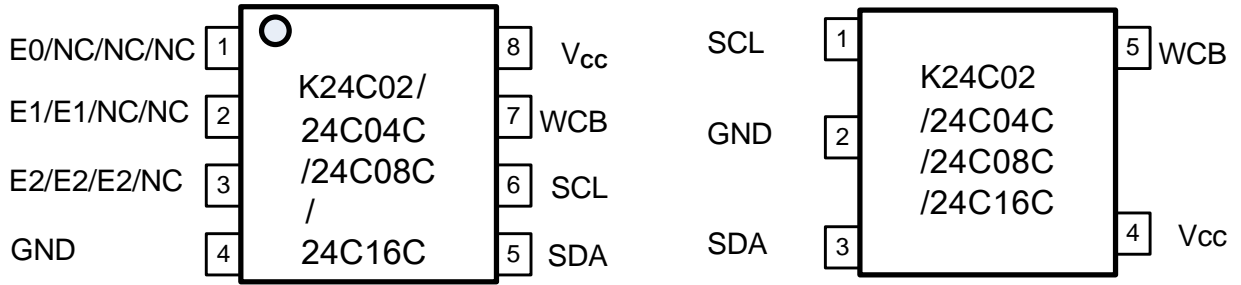 E0/NC/NC/NC 1
E1/E1/NC/NC 2
E2/E2/E2/NC 3
GND 4
K24C02/
24C04C
/24C08C
/
24C16C
8 Vcc
7 WCB
6 SCL
5 SDA
SCL 1
GND 2
SDA 3
K24C02
/24C04C
/24C08C
/24C16C
5 WCB
4 Vcc